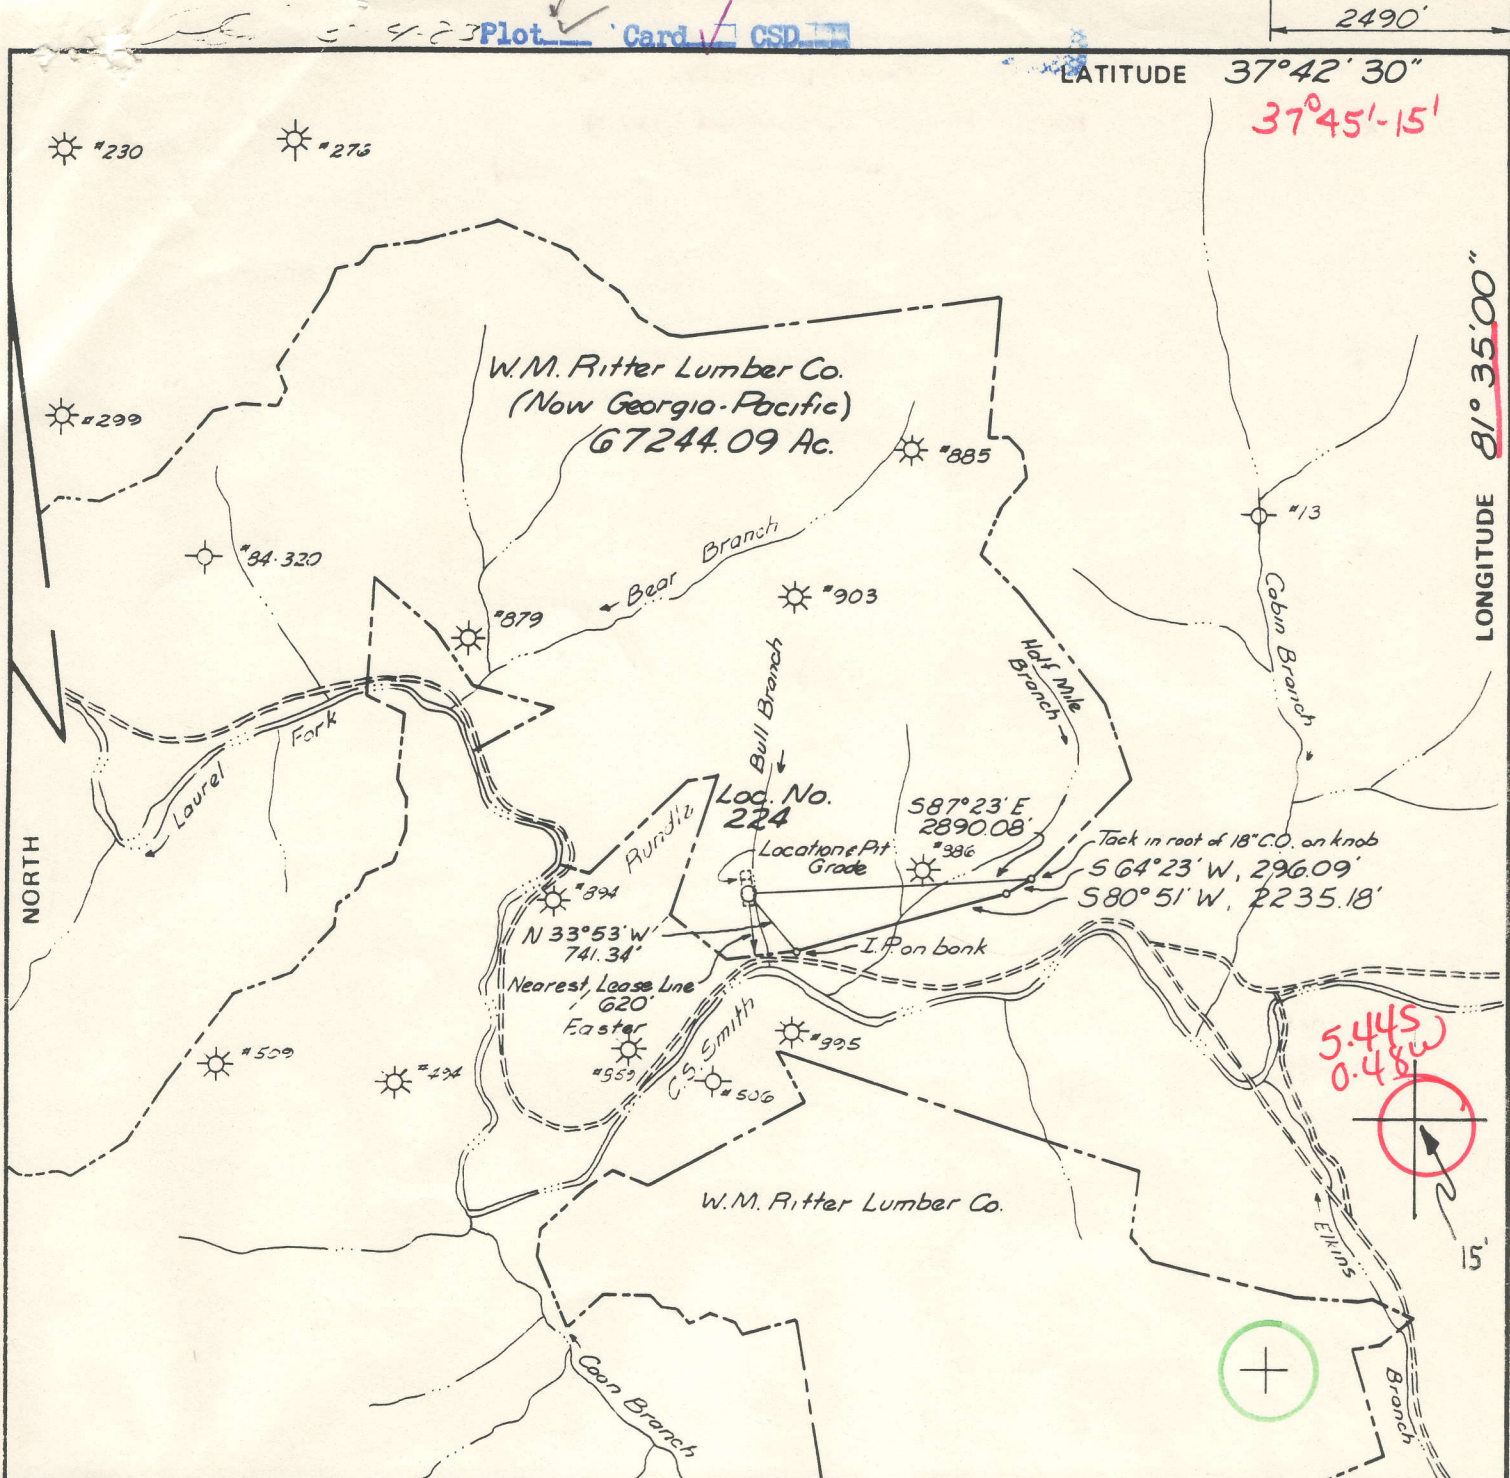 5-4-23
Plot Card CSD
2490'
LATITUDE 37°42'30"
37°45'-15'
LONGITUDE 81°35'00"
#230
#276
W.M. Ritter Lumber Co.
(Now Georgia-Pacific)
67244.09 Ac.
#299
#885
#13
#84-320
Bear Branch
#903
#879
Cabin Branch
Half Mile
Branch
Bull Branch
Laurel Fork
NORTH
Loc. No.
224
Rundle
S87°23'E
2890.08'
#986
Location & Pit
Grade
Tack in root of 18" C.O. on knob
S 64°23' W, 296.09'
S 80°51' W, 2235.18'
#894
N 33°53' W
741.34'
I.P. on bank
Nearest Lease Line
620'
Easter
#959
C.S. Smith
#995
#506
#509
#494
5.44S
0.48W
15'
W.M. Ritter Lumber Co.
Elkins Branch
Coon Branch